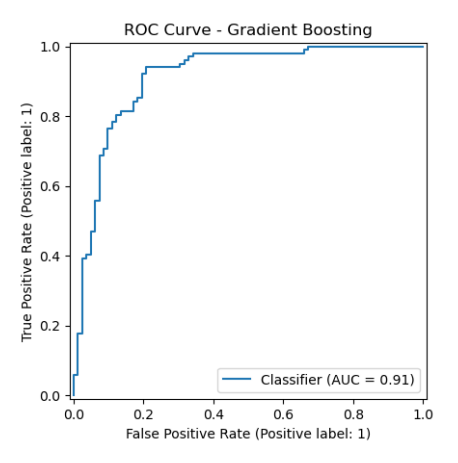 ROC Curve - Gradient Boosting
1.0
0.8
0.6
0.4
0.2
0.0
True Positive Rate (Positive label: 1)
Classifier (AUC = 0.91)
0.0 0.2 0.4 0.6 0.8 1.0
False Positive Rate (Positive label: 1)